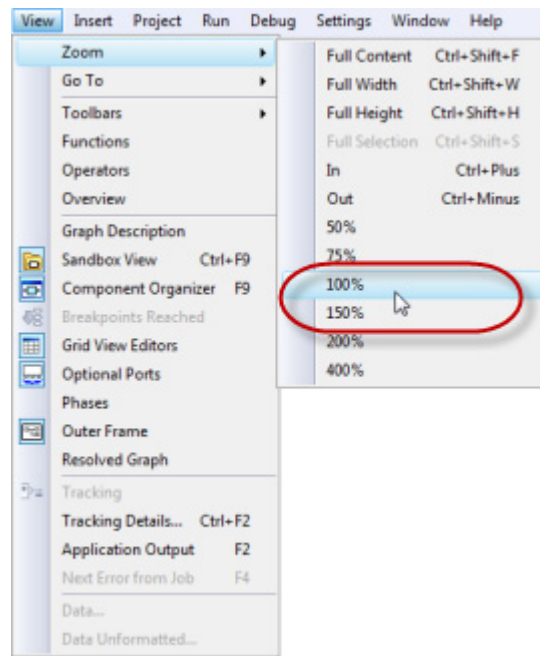 View Insert Project Run Debug Settings Window Help
Zoom
Go To
Toolbars
Functions
Operators
Overview
Graph Description
Sandbox View Ctrl+F9
Component Organizer F9
Breakpoints Reached
Grid View Editors
Optional Ports
Phases
Outer Frame
Resolved Graph
Tracking
Tracking Details... Ctrl+F2
Application Output F2
Next Error from Job F4
Data...
Data Unformatted...
Full Content Ctrl+Shift+F
Full Width Ctrl+Shift+W
Full Height Ctrl+Shift+H
Full Selection Ctrl+Shift+S
In Ctrl+Plus
Out Ctrl+Minus
50%
75%
100%
150%
200%
400%